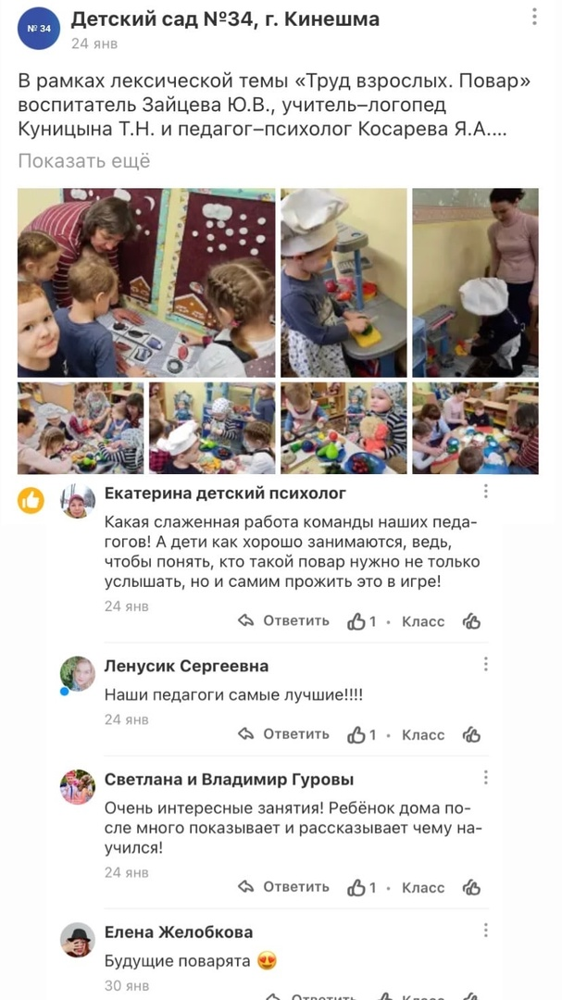 № 34
Детский сад №34, г. Кинешма
24 янв
В рамках лексической темы «Труд взрослых. Повар»
воспитатель Зайцева Ю.В., учитель–логопед
Куницына Т.Н. и педагог–психолог Косарева Я.А....
Показать ещё
Екатерина детский психолог
Какая слаженная работа команды наших педа-
гогов! А дети как хорошо занимаются, ведь,
чтобы понять, кто такой повар нужно не только
услышать, но и самим прожить это в игре!
24 янв
Ответить 1 • Класс
Ленусик Сергеевна
Наши педагоги самые лучшие!!!!
24 янв
Ответить 1 • Класс
Светлана и Владимир Гуровы
Очень интересные занятия! Ребёнок дома по-
сле много показывает и рассказывает чему на-
учился!
24 янв
Ответить 1 • Класс
Елена Желобкова
Будущие поварята 😍
30 янв
Ответить Класс